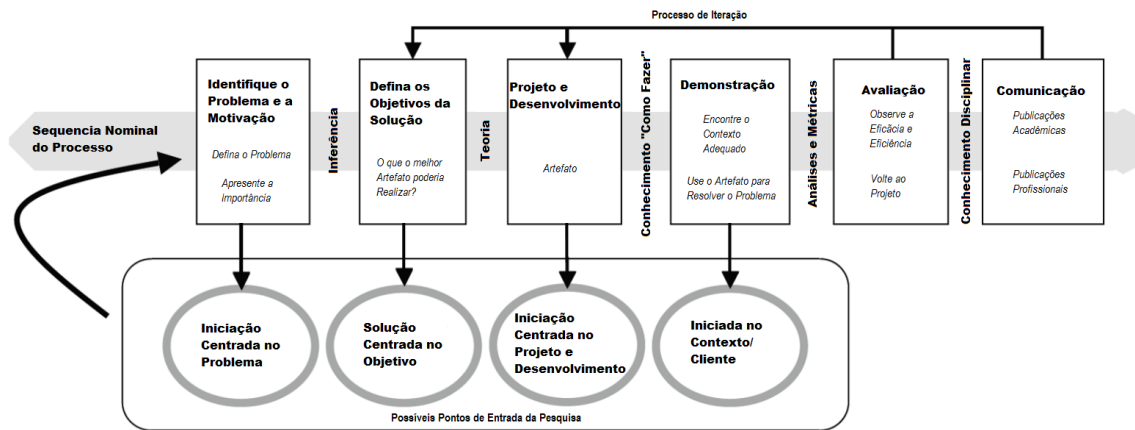 Processo de Iteração
Sequencia Nominal
do Processo
Identifique o
Problema e a
Motivação
Defina o Problema
Apresente a
Importância
Inferência
Defina os
Objetivos da
Solução
O que o melhor
Artefato poderia
Realizar?
Teoria
Projeto e
Desenvolvimento
Artefato
Conhecimento "Como Fazer"
Demonstração
Encontre o
Contexto
Adequado
Use o Artefato para
Resolver o Problema
Análises e Métricas
Avaliação
Observe a
Eficácia e
Eficiência
Volte ao
Projeto
Conhecimento Disciplinar
Comunicação
Publicações
Acadêmicas
Publicações
Profissionais
Iniciação
Centrada no
Problema
Solução
Centrada no
Objetivo
Iniciação
Centrada no
Projeto e
Desenvolvimento
Iniciada no
Contexto/
Cliente
Possíveis Pontos de Entrada da Pesquisa